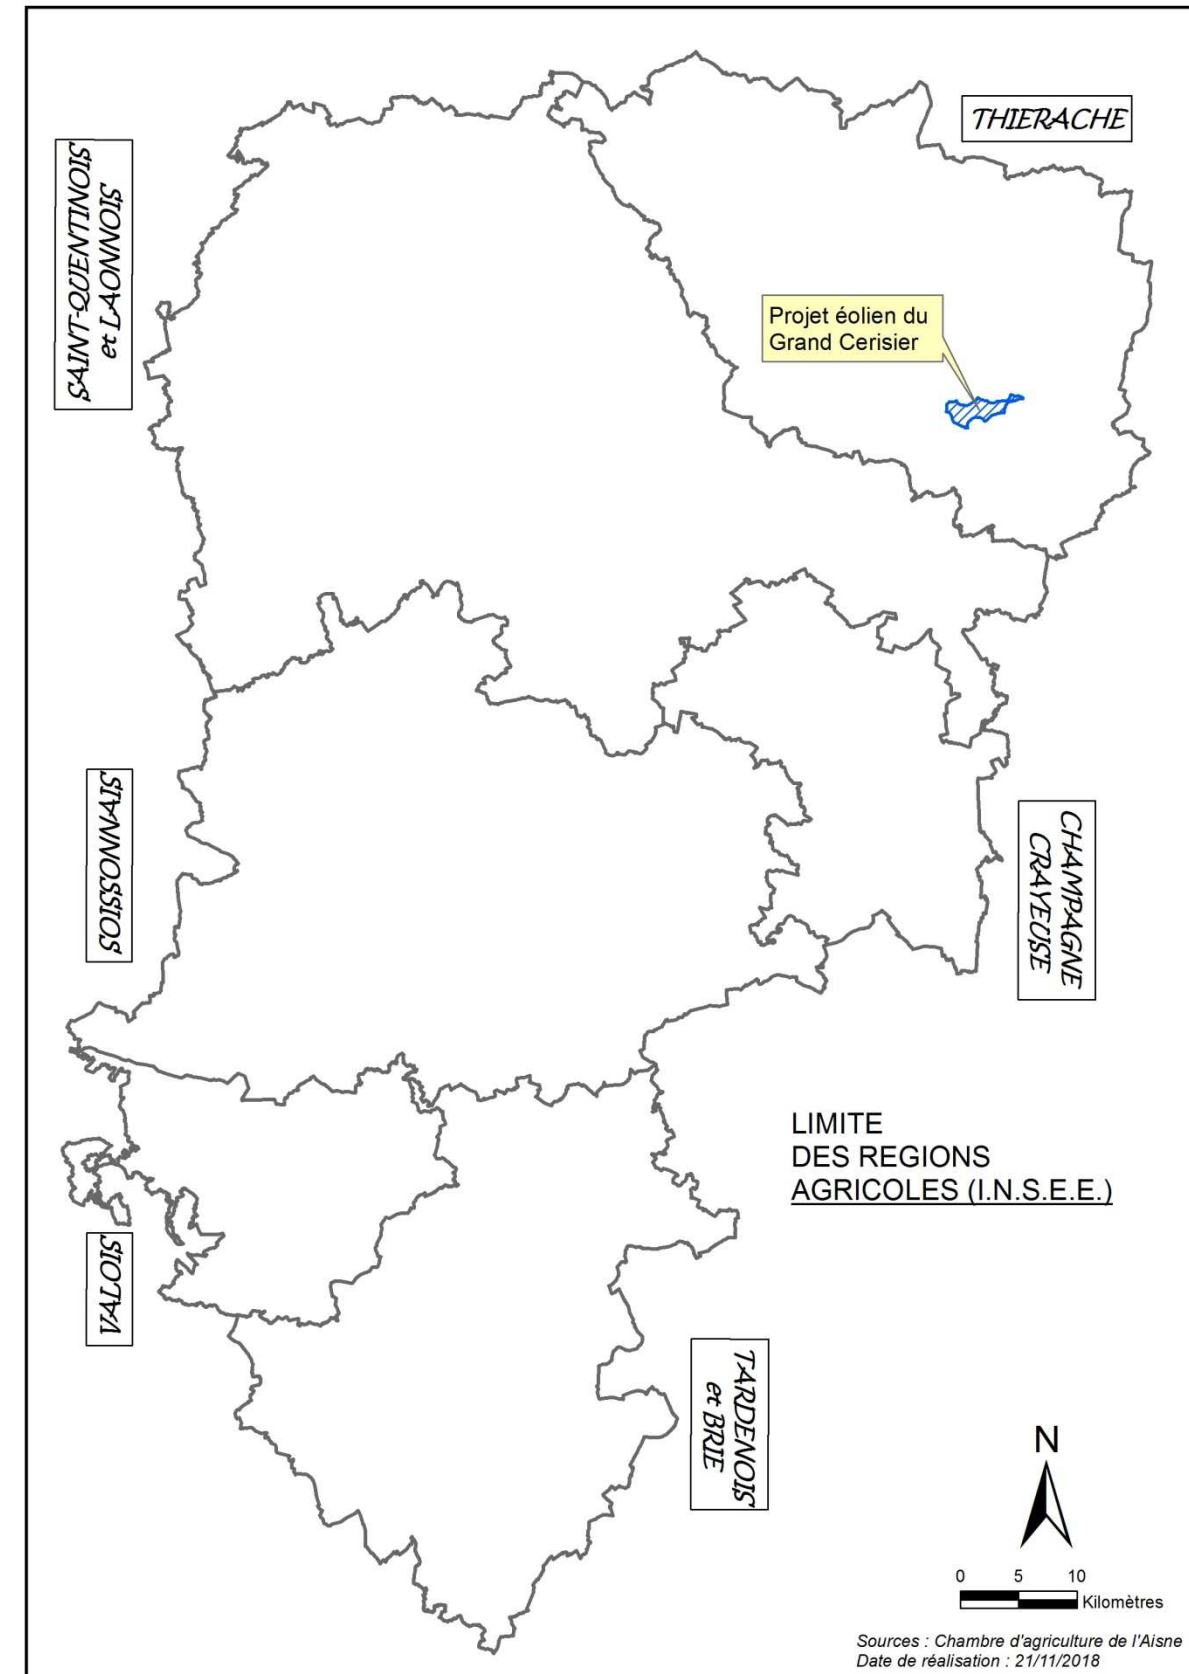 THIERACHE
SAINT-QUENTINOIS
et LAONNOIS
Projet éolien du
Grand Cerisier
SOISSONNAIS
CHAMPAGNE
CRAYEUSE
LIMITE
DES REGIONS
AGRICOLES (I.N.S.E.E.)
VALOIS
TARDENOIS
et BRIE
N
0 5 10
Kilomètres
Sources : Chambre d'agriculture de l'Aisne
Date de réalisation : 21/11/2018